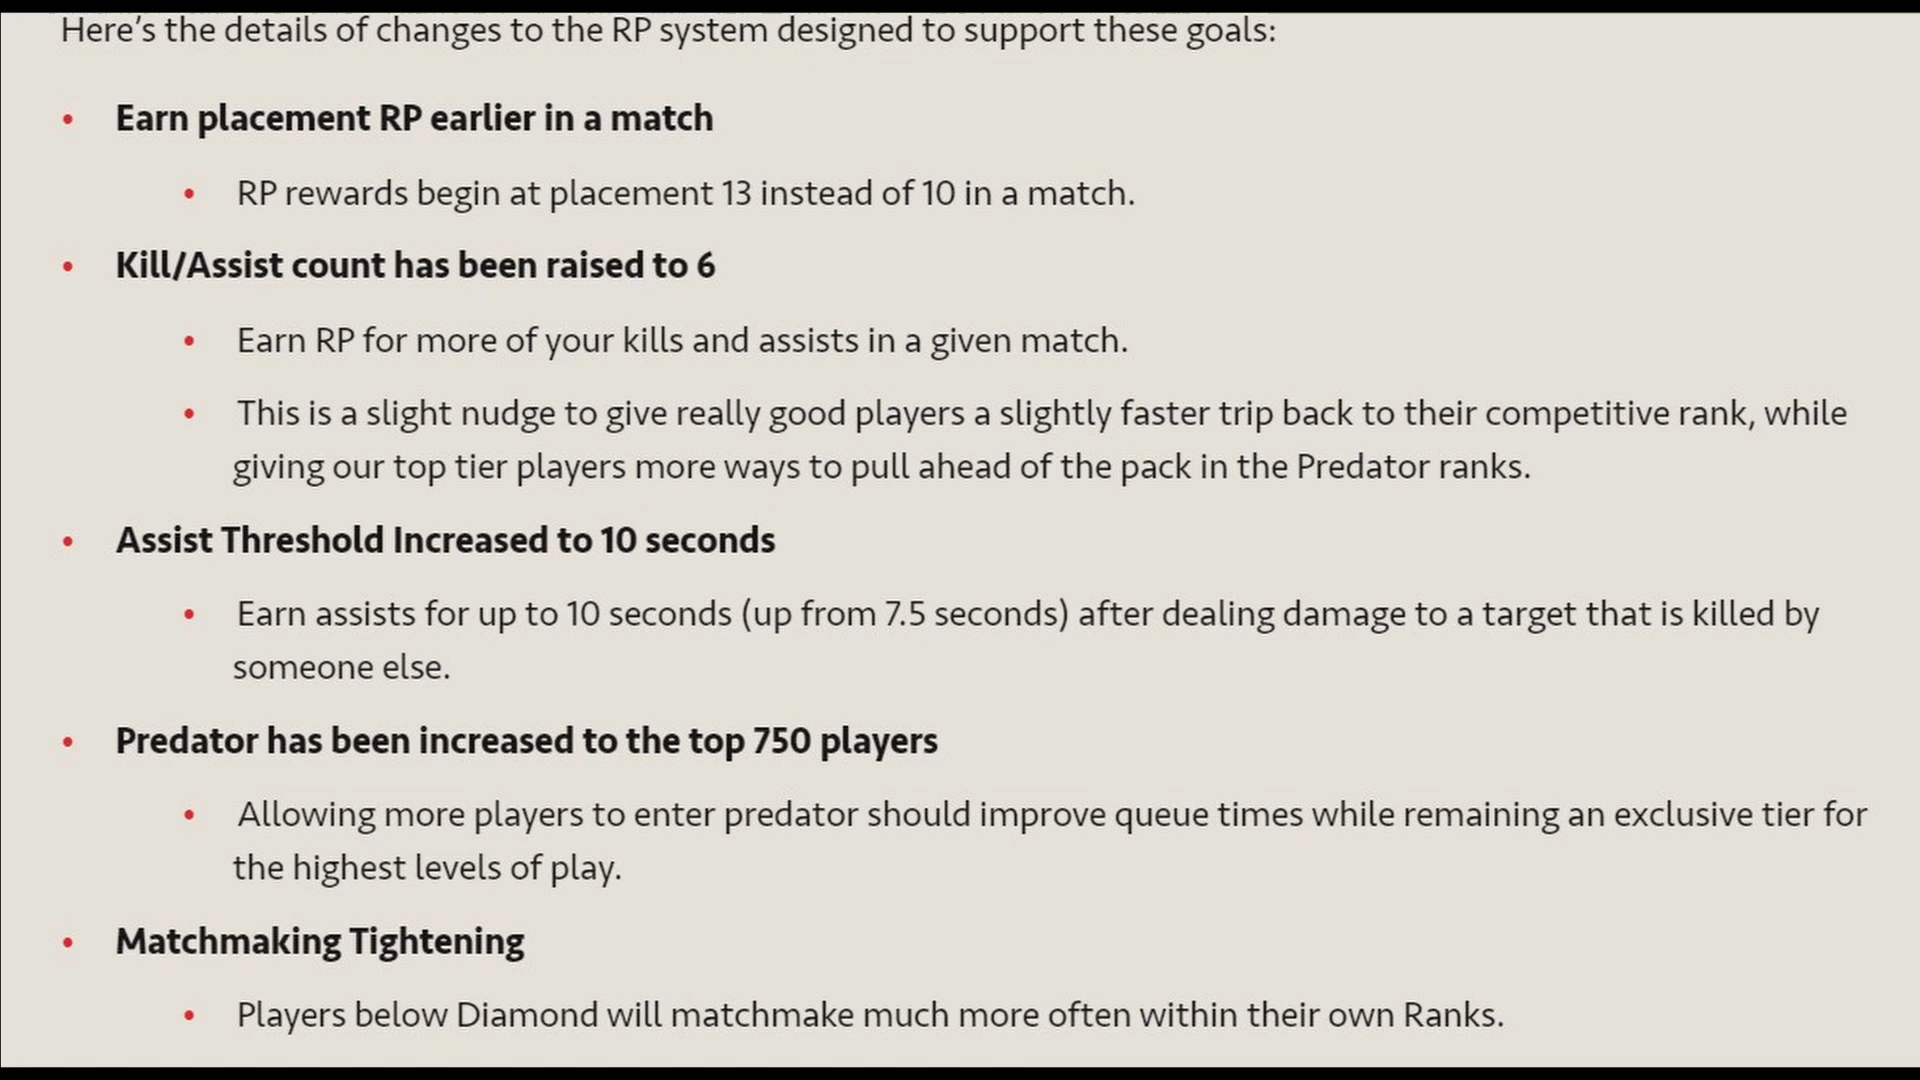 Here's the details of changes to the RP system designed to support these goals:
• Earn placement RP earlier in a match
• RP rewards begin at placement 13 instead of 10 in a match.
• Kill/Assist count has been raised to 6
• Earn RP for more of your kills and assists in a given match.
• This is a slight nudge to give really good players a slightly faster trip back to their competitive rank, while
giving our top tier players more ways to pull ahead of the pack in the Predator ranks.
• Assist Threshold Increased to 10 seconds
• Earn assists for up to 10 seconds (up from 7.5 seconds) after dealing damage to a target that is killed by
someone else.
• Predator has been increased to the top 750 players
• Allowing more players to enter predator should improve queue times while remaining an exclusive tier for
the highest levels of play.
• Matchmaking Tightening
• Players below Diamond will matchmake much more often within their own Ranks.